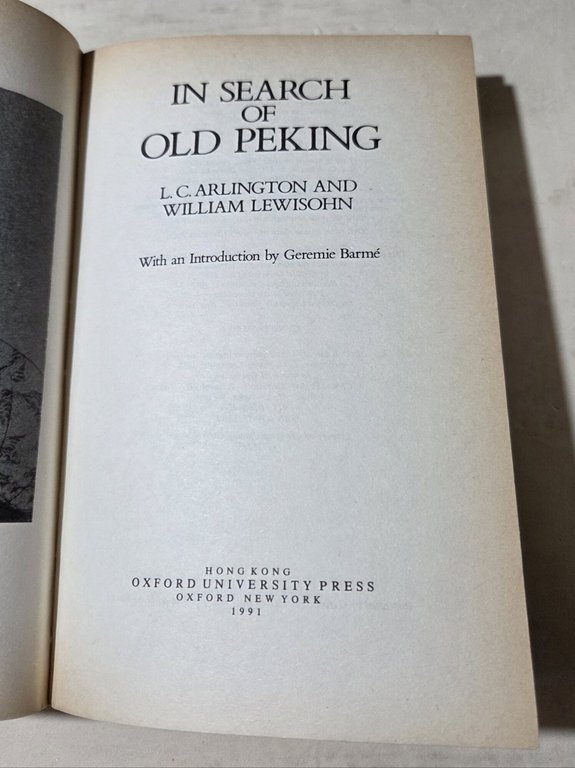 IN SEARCH
OF
OLD PEKING
L. C. ARLINGTON AND
WILLIAM LEWISOHN
With an Introduction by Geremie Barmé
HONG KONG
OXFORD UNIVERSITY PRESS
OXFORD NEW YORK
1991